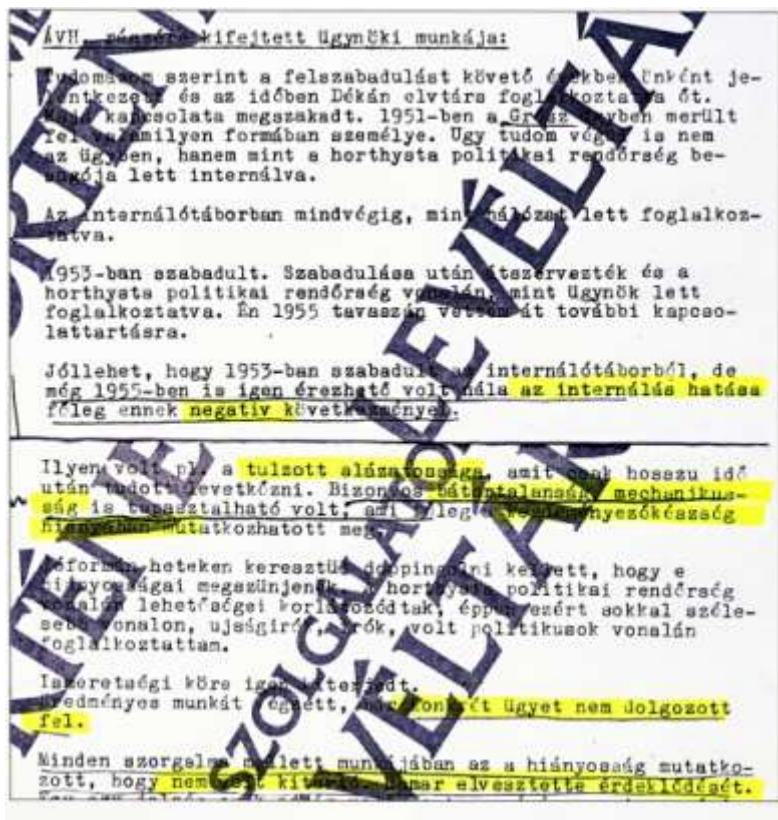 ÁVH. részére kifejtett ügynöki munkája:
Tudomásom szerint a felszabadulást követő években önként je-
lentkezett és az időben Dékán elvtárs foglalkoztatta őt.
Majd kapcsolata megszakadt. 1951-ben a Grősz ügyben merült
fel valamilyen formában személye. Ugy tudom végül is nem
az ügyben, hanem mint a horthysta politikai rendőrség be-
sugója lett internálva.
Az internálótáborban mindvégig, mint hálózat lett foglalkoz-
tatva.
1953-ban szabadult. Szabadulása után átszervezték és a
horthysta politikai rendőrség vonalán, mint ügynök lett
foglalkoztatva. Én 1955 tavaszán vettem át további kapcso-
lattartásra.
Jóllehet, hogy 1953-ban szabadult az internálótáborból, de
még 1955-ben is igen érezhető volt nála az internálás hatása
főleg ennek negativ következményei.
Ilyen volt pl. a tulzott alázatossága, amit csak hosszu idő
után tudott levetkőzni. Bizonyos bátortalanság, mechanikus-
ság is tapasztalható volt, ami főleg kezdeményezőkészség
hiányában mutatkozhatott meg.
heteken keresztül doppingolni kellett, hogy e
hiányosságai megszünjenek. A horthysta politikai rendőrség
vonalán lehetőségei korlátozódtak, éppen ezért sokkal széle-
sebb vonalon, ujságirók, irók, volt politikusok vonalán
foglalkoztattam.
Ismeretségi köre igen kiterjedt.
Eredményes munkát végzett, bár konkrét ügyet nem dolgozott
fel.
Minden szorgalma mellett munkájában az a hiányosság mutatko-
zott, hogy nem volt kitartó. Hamar elvesztette érdeklődését.
SZOLGÁLATOK
LEVÉLTÁRA